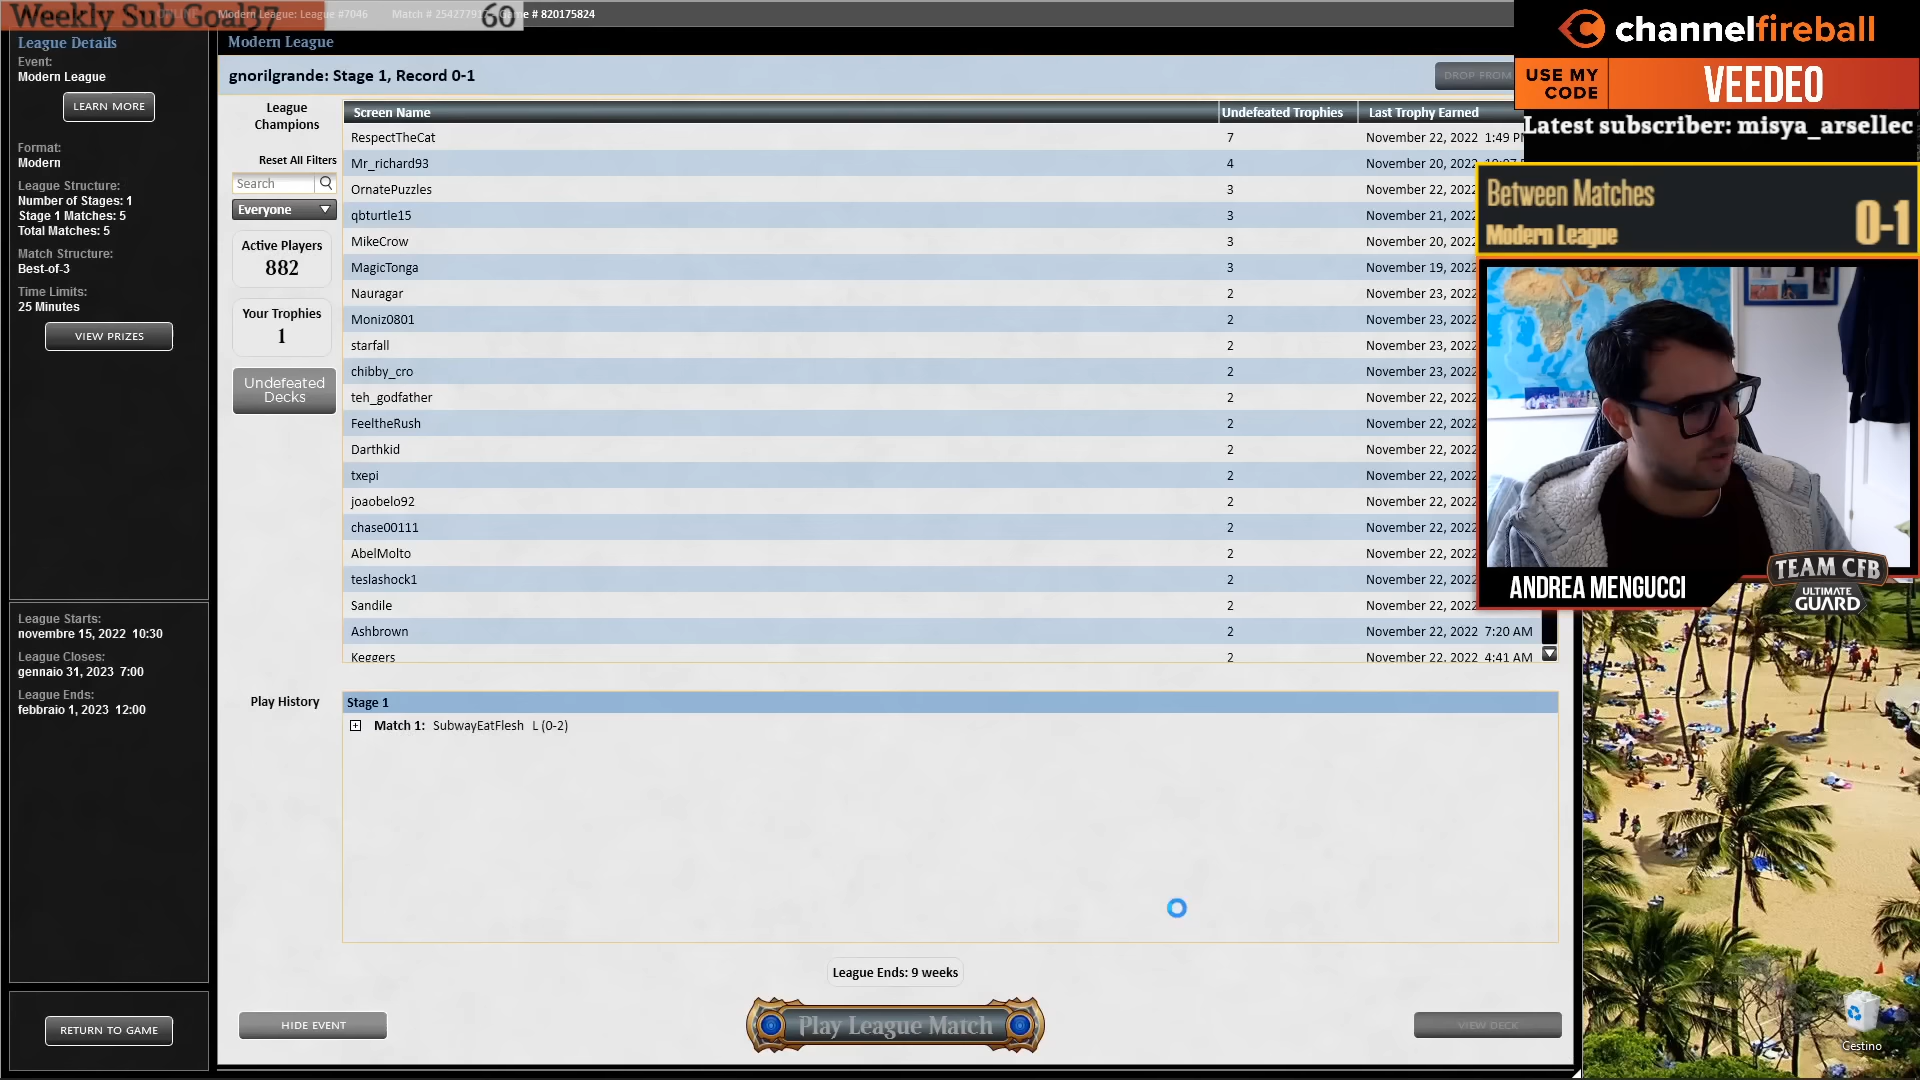 Weekly Sub Goal 37
60
ONLINE
Modern League: League #7046
Game # 820175824
League Details
Event:
Modern League
LEARN MORE
Format:
Modern
League Structure:
Number of Stages: 1
Stage 1 Matches: 5
Total Matches: 5
Match Structure:
Best-of-3
Time Limits:
25 Minutes
VIEW PRIZES
League Starts:
novembre 15, 2022 10:30
League Closes:
gennaio 31, 2023 7:00
League Ends:
febbraio 1, 2023 12:00
RETURN TO GAME
Modern League
gnorilgrande: Stage 1, Record 0-1
DROP FROM
League
Champions
Reset All Filters
Search
Everyone
Active Players
882
Your Trophies
1
Undefeated
Decks
Screen Name Undefeated Trophies Last Trophy Earned
RespectTheCat 7 November 22, 2022 1:49 P
Mr_richard93 4 November 20, 2022
OrnatePuzzles 3 November 22, 2022
qbturtle15 3 November 21, 2022
MikeCrow 3 November 20, 2022
MagicTonga 3 November 19, 2022
Nauragar 2 November 23, 2022
Moniz0801 2 November 23, 2022
starfall 2 November 23, 2022
chibby_cro 2 November 23, 2022
teh_godfather 2 November 22, 2022
FeeltheRush 2 November 22, 2022
Darthkid 2 November 22, 2022
txepi 2 November 22, 2022
joaobelo92 2 November 22, 2022
chase00111 2 November 22, 2022
AbelMolto 2 November 22, 2022
teslashock1 2 November 22, 2022
Sandile 2 November 22, 2022
Ashbrown 2 November 22, 2022 7:20 AM
Keggers 2 November 22, 2022 4:41 AM
Play History
Stage 1
Match 1: SubwayEatFlesh L (0-2)
League Ends: 9 weeks
HIDE EVENT
Play League Match
VIEW DECK
channelfireball
USE MY
CODE
VEEDEO
Latest subscriber: misya_arsellec
Between Matches
Modern League
0-1
ANDREA MENGUCCI
TEAM CFB
ULTIMATE
GUARD
Cestino